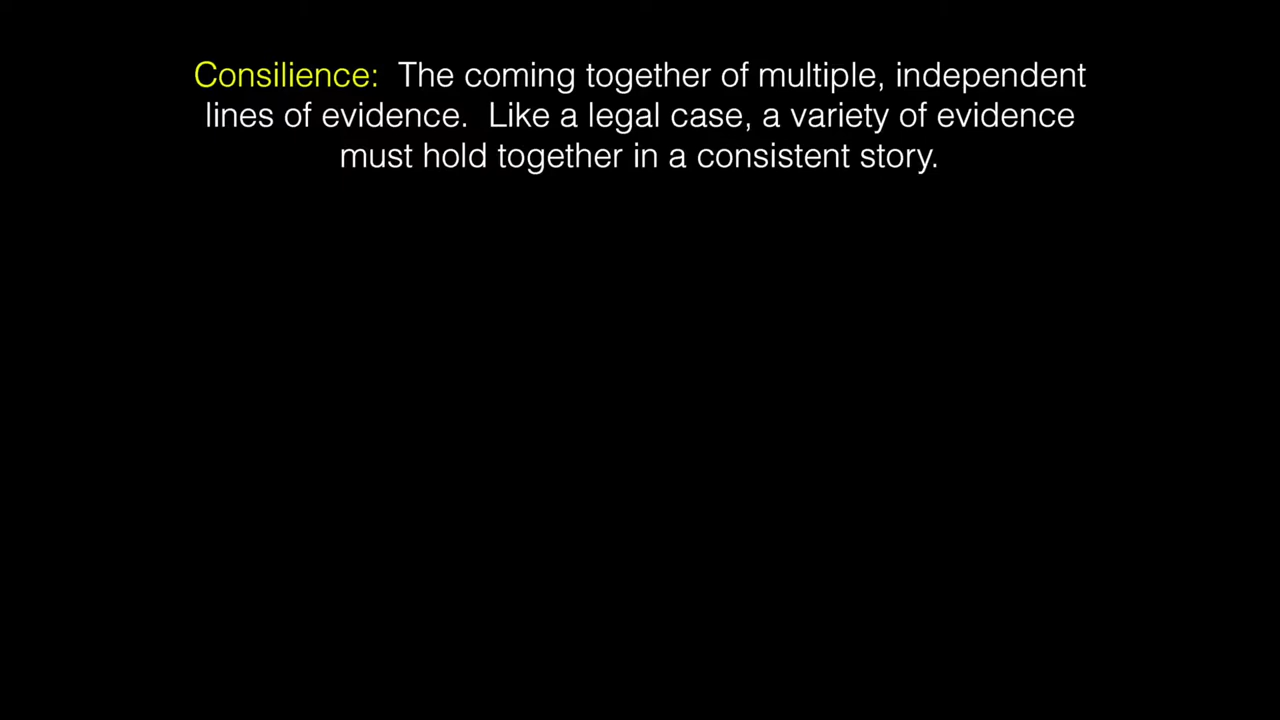 Consilience:  The coming together of multiple, independent
lines of evidence.  Like a legal case, a variety of evidence
must hold together in a consistent story.